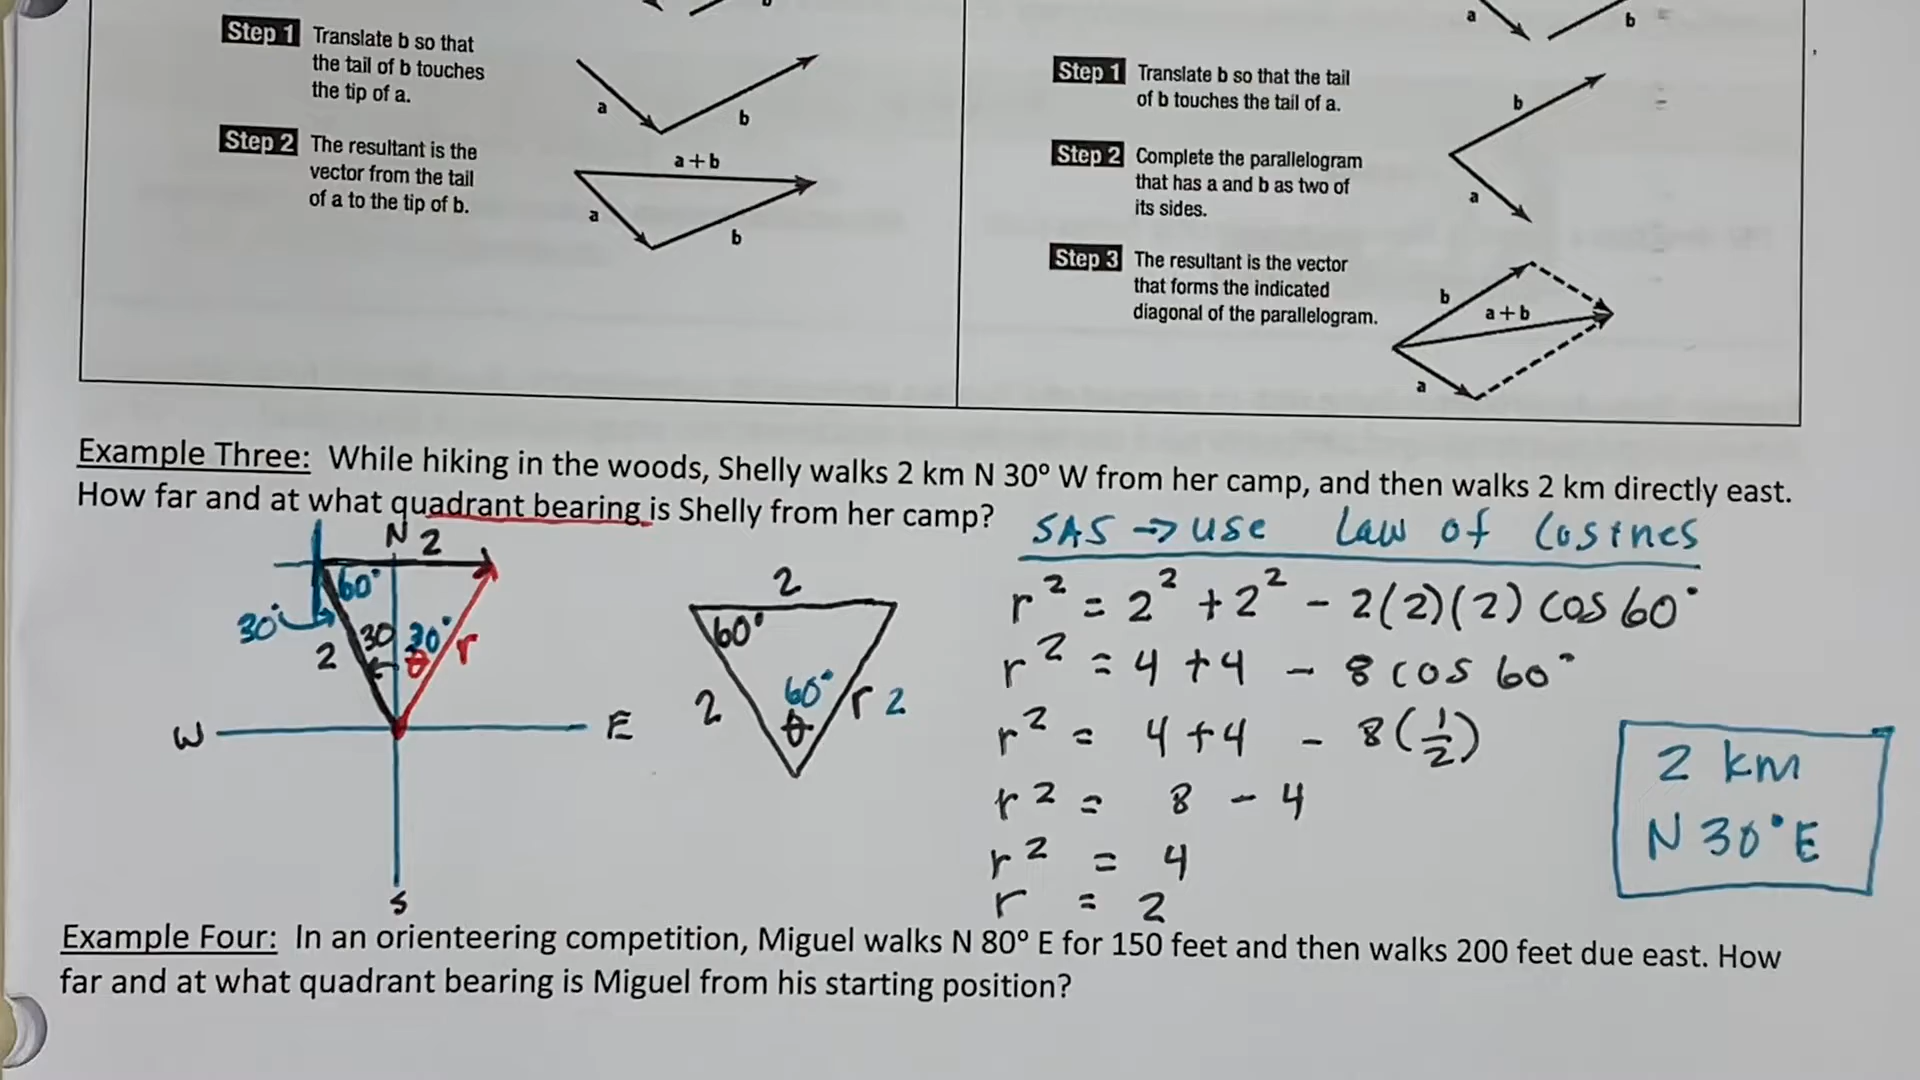 b
Step 1 Translate b so that
the tail of b touches
the tip of a.
a
b
Step 2 The resultant is the
vector from the tail
of a to the tip of b.
a+b
a
b
a
b
Step 1 Translate b so that the tail
of b touches the tail of a.
b
a
Step 2 Complete the parallelogram
that has a and b as two of
its sides.
Step 3 The resultant is the vector
that forms the indicated
diagonal of the parallelogram.
b
a+b
a
Example Three: While hiking in the woods, Shelly walks 2 km N 30º W from her camp, and then walks 2 km directly east.
How far and at what quadrant bearing is Shelly from her camp?
N 2
60°
30°
30 30°
2
θ
r
W
E
S
2
60°
60°
2
θ
r 2
SAS → use Law of Cosines
r² = 2² + 2² - 2(2)(2) cos 60°
r² = 4 + 4 - 8 cos 60°
r² = 4 + 4 - 8(½)
r² = 8 - 4
r² = 4
r = 2
2 km
N 30° E
Example Four: In an orienteering competition, Miguel walks N 80º E for 150 feet and then walks 200 feet due east. How
far and at what quadrant bearing is Miguel from his starting position?